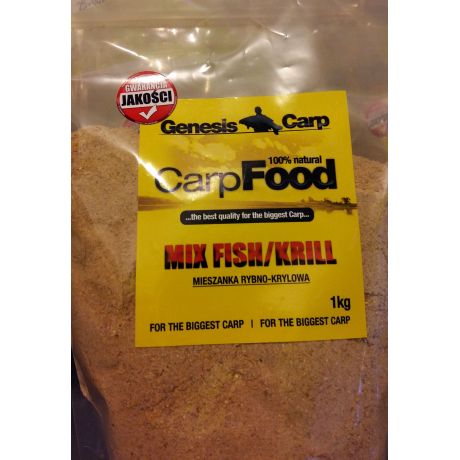 GWARANCJA
JAKOŚCI
Genesis Carp
100% natural
CarpFood
...the best quality for the biggest Carp...
MIX FISH/KRILL
MIESZANKA RYBNO-KRYLOWA
1kg
FOR THE BIGGEST CARP | FOR THE BIGGEST CARP